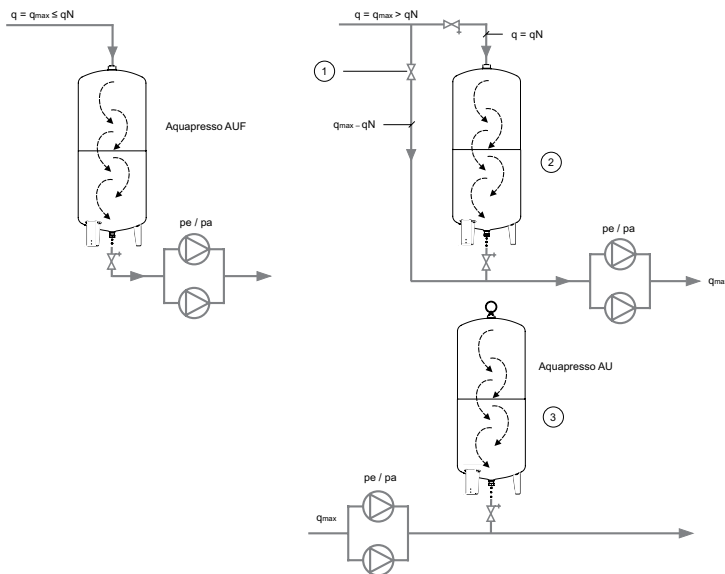 q = qmax ≤ qN
Aquapresso AUF
pe / pa
q = qmax > qN
q = qN
1
qmax – qN
2
pe / pa
qma
Aquapresso AU
3
pe / pa
qmax